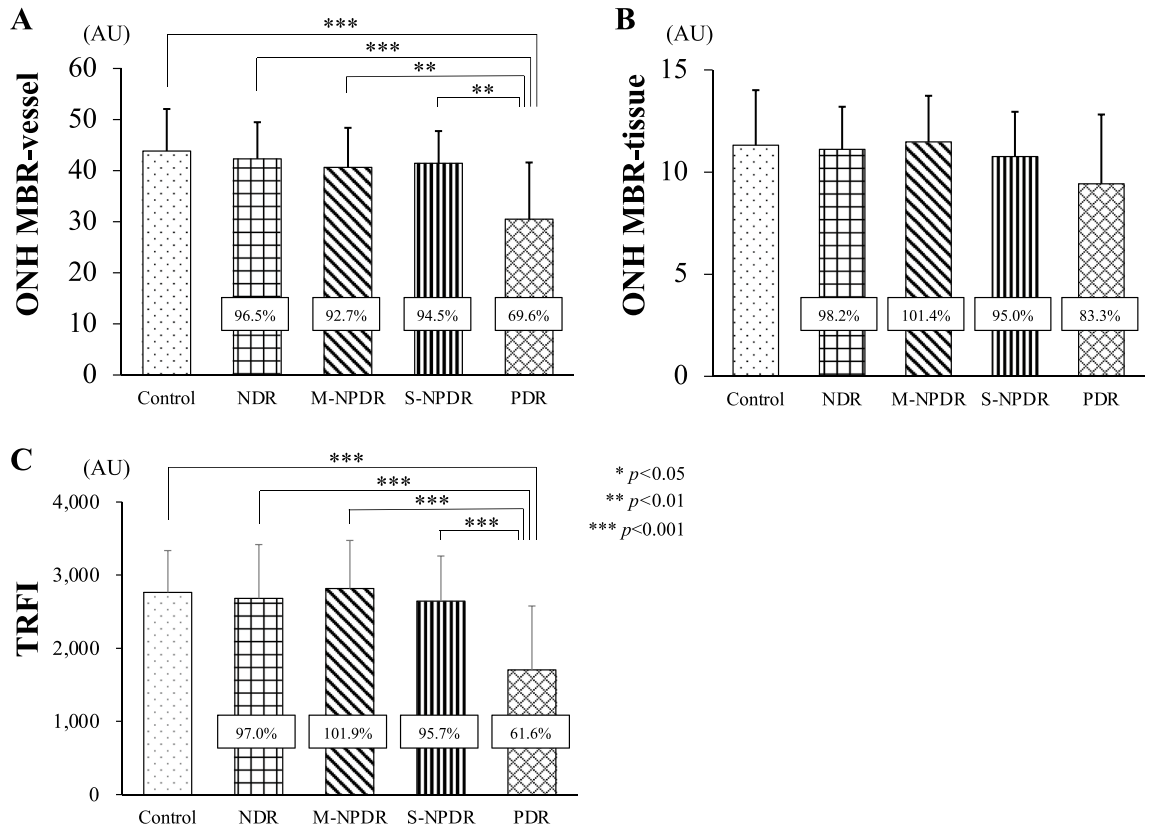 A
(AU)
***
***
**
**
ONH MBR-vessel
60
50
40
30
20
10
0
96.5%
92.7%
94.5%
69.6%
Control
NDR
M-NPDR
S-NPDR
PDR
B
(AU)
ONH MBR-tissue
15
10
5
0
98.2%
101.4%
95.0%
83.3%
Control
NDR
M-NPDR
S-NPDR
PDR
C
(AU)
***
***
***
***
TRFI
4,000
3,000
2,000
1,000
0
97.0%
101.9%
95.7%
61.6%
Control
NDR
M-NPDR
S-NPDR
PDR
* p<0.05
** p<0.01
*** p<0.001